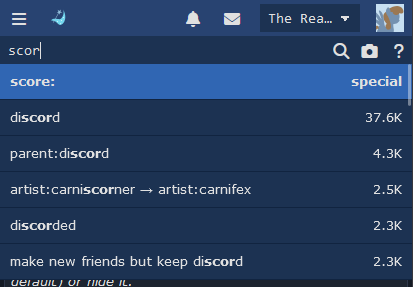 The Rea...
scor
?
score: special
discord 37.6K
parent:discord 4.3K
artist:carniscorner → artist:carnifex 2.5K
discorded 2.3K
make new friends but keep discord 2.3K
default) or hide it.